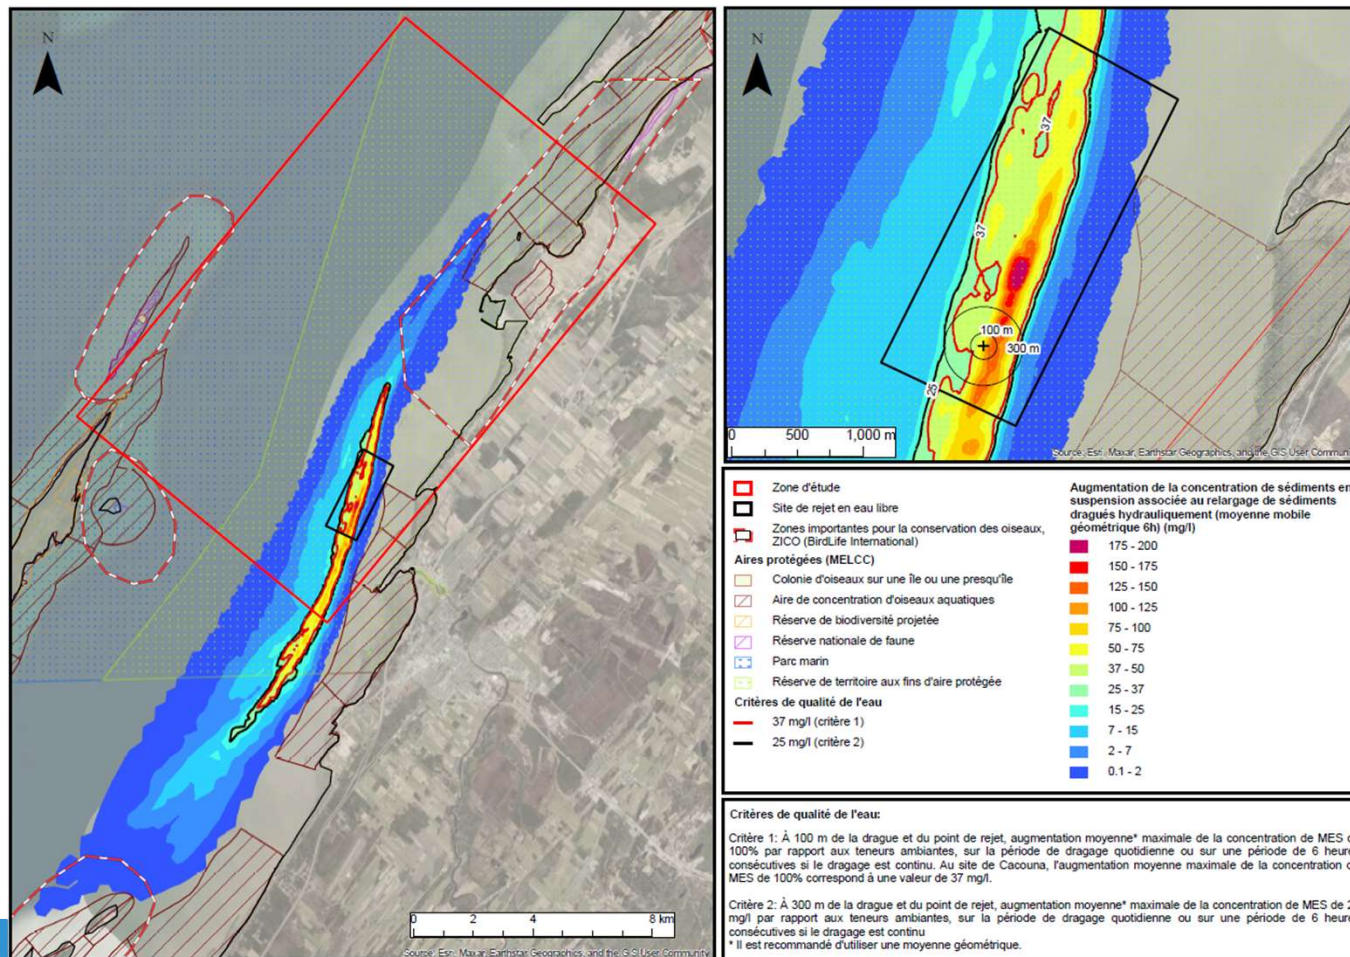 N
0 2 4 8 km
Source: Esri, Maxar, Earthstar Geographics, and the GIS User Community
N
37
37
25
100 m
300 m
0 500 1,000 m
Source: Esri, Maxar, Earthstar Geographics, and the GIS User Commun
Zone d'étude
Site de rejet en eau libre
Zones importantes pour la conservation des oiseaux,
ZICO (BirdLife International)
Aires protégées (MELCC)
Colonie d'oiseaux sur une île ou une presqu'île
Aire de concentration d'oiseaux aquatiques
Réserve de biodiversité projetée
Réserve nationale de faune
Parc marin
Réserve de territoire aux fins d'aire protégée
Critères de qualité de l'eau
37 mg/l (critère 1)
25 mg/l (critère 2)
Augmentation de la concentration de sédiments en
suspension associée au relargage de sédiments
dragués hydrauliquement (moyenne mobile
géométrique 6h) (mg/l)
175 - 200
150 - 175
125 - 150
100 - 125
75 - 100
50 - 75
37 - 50
25 - 37
15 - 25
7 - 15
2 - 7
0.1 - 2
Critères de qualité de l'eau:
Critère 1: À 100 m de la drague et du point de rejet, augmentation moyenne* maximale de la concentration de MES
100% par rapport aux teneurs ambiantes, sur la période de dragage quotidienne ou sur une période de 6 heure
consécutives si le dragage est continu. Au site de Cacouna, l'augmentation moyenne maximale de la concentration
MES de 100% correspond à une valeur de 37 mg/l.
Critère 2: À 300 m de la drague et du point de rejet, augmentation moyenne* maximale de la concentration de MES de 2
mg/l par rapport aux teneurs ambiantes, sur la période de dragage quotidienne ou sur une période de 6 heure
consécutives si le dragage est continu
* Il est recommandé d'utiliser une moyenne géométrique.